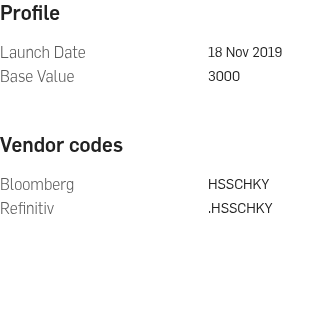 Profile
Launch Date 18 Nov 2019
Base Value 3000
Vendor codes
Bloomberg HSSCHKY
Refinitiv .HSSCHKY